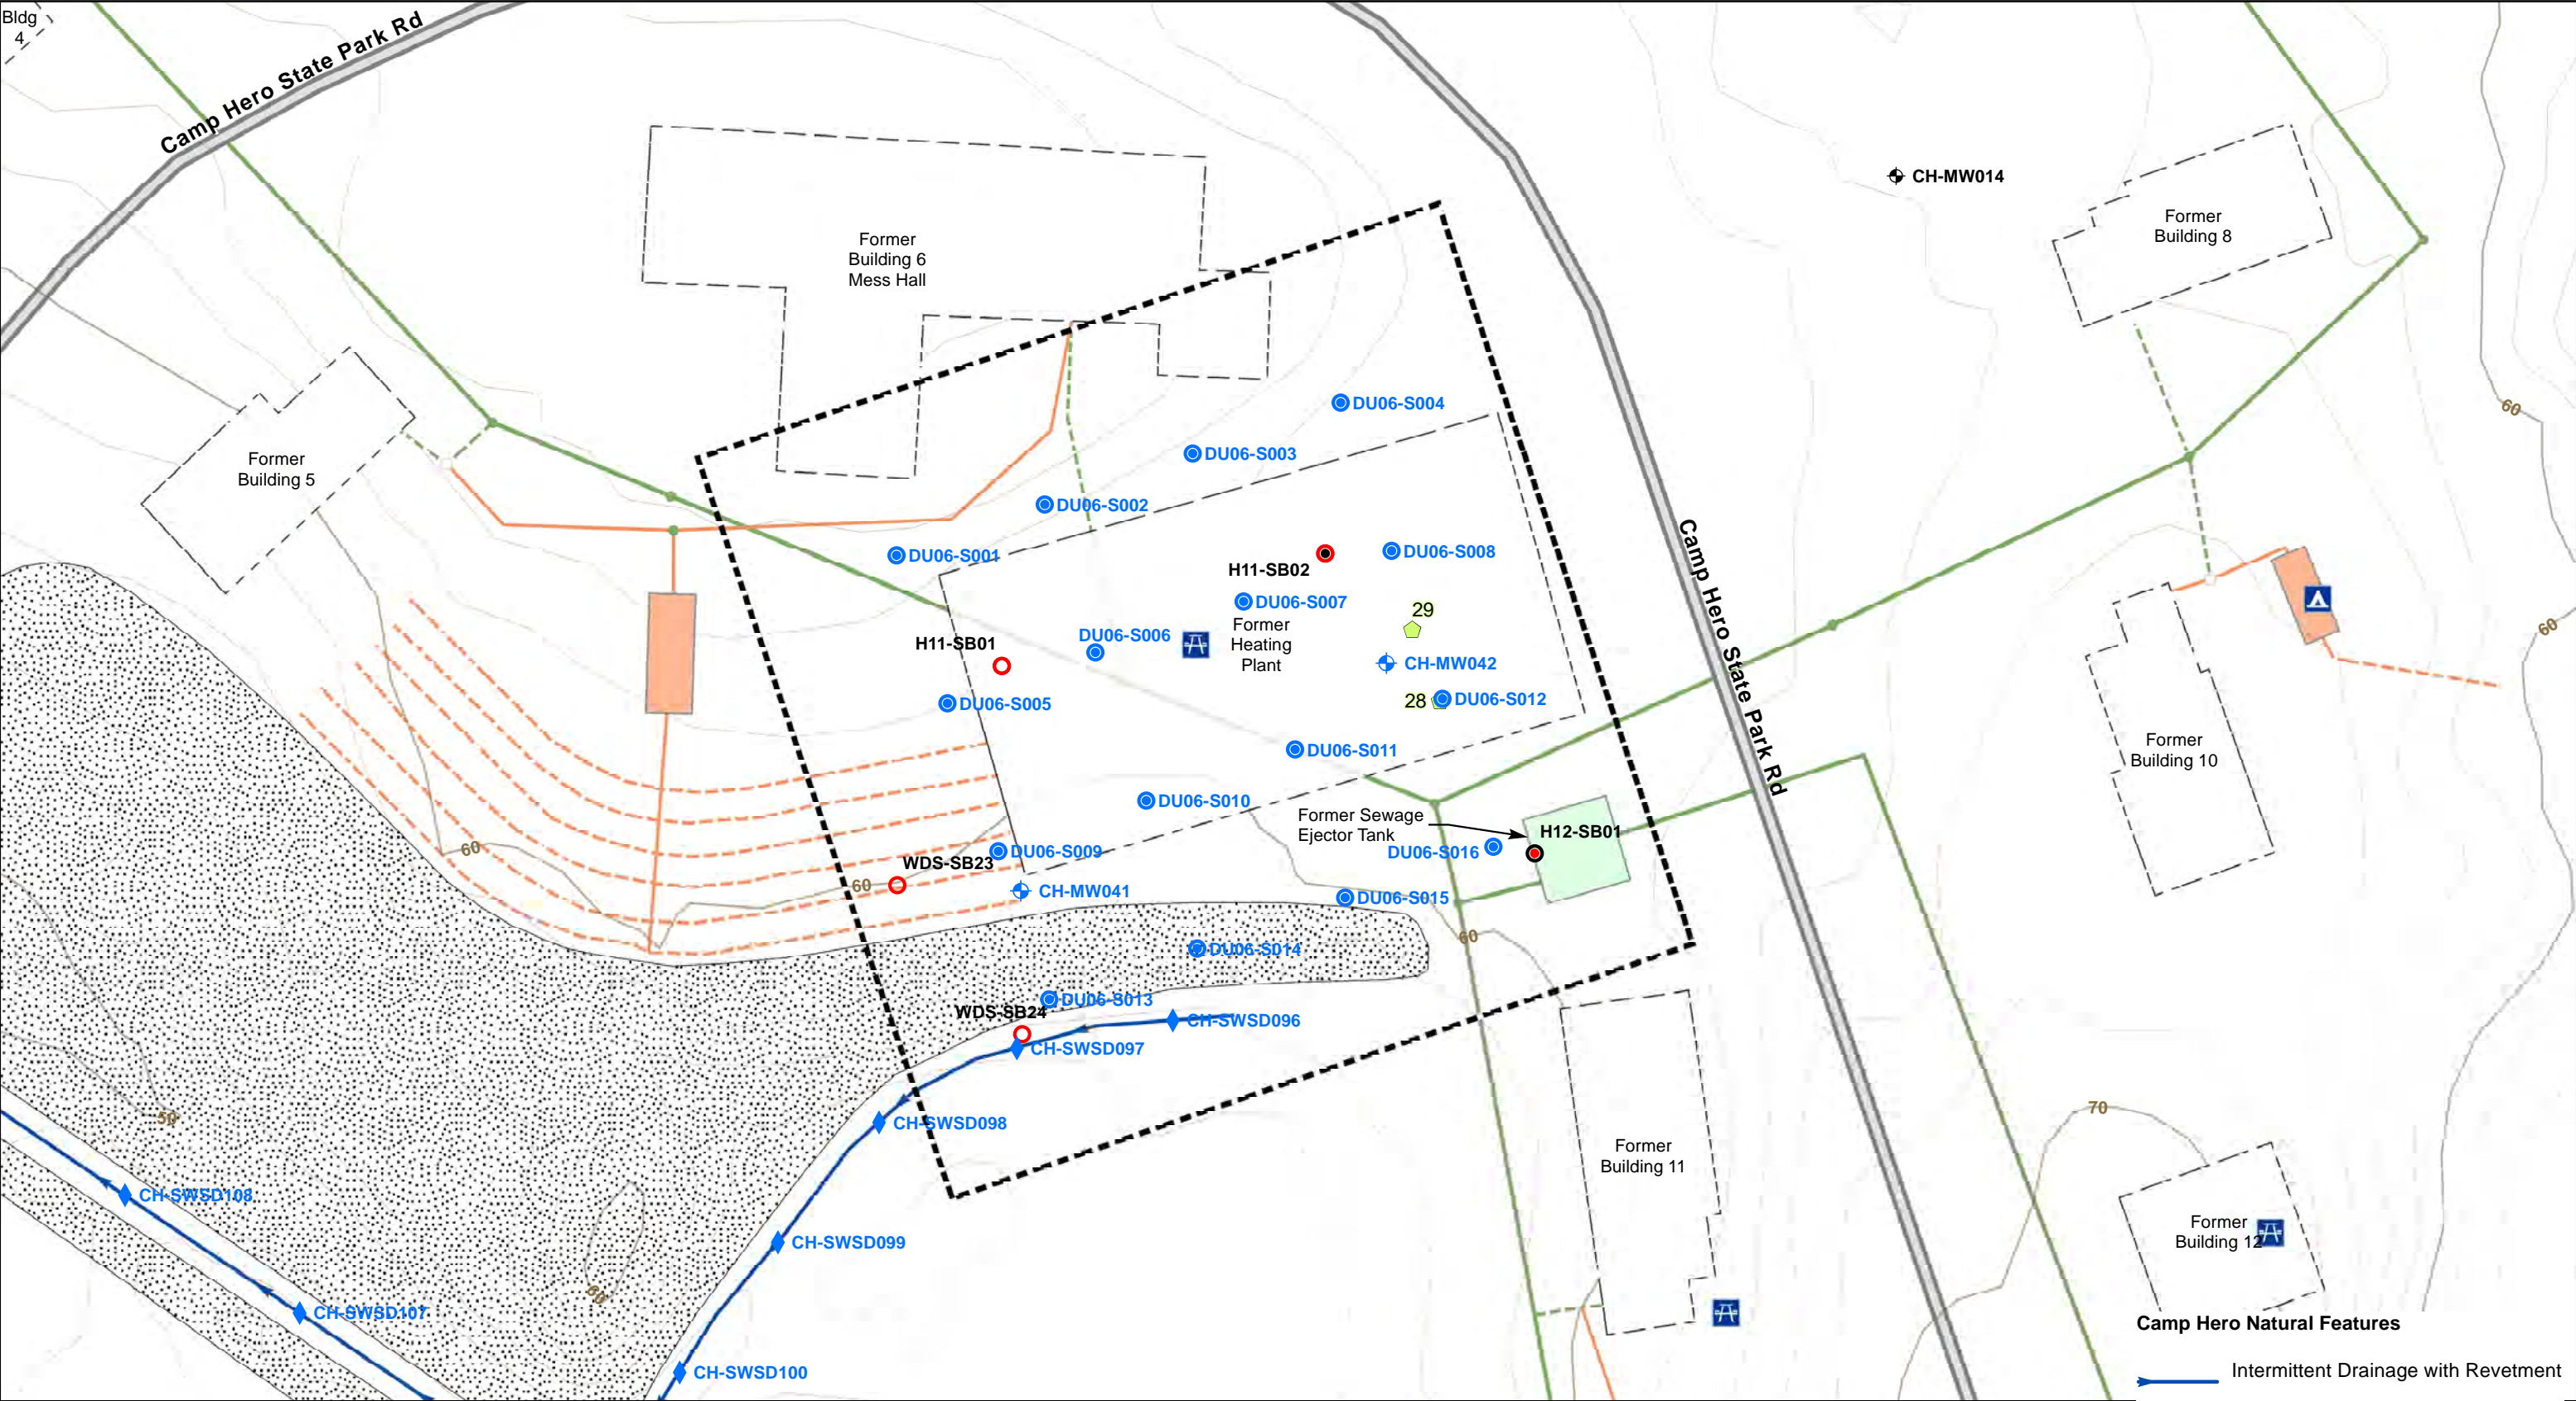 Bldg
4
Camp Hero State Park Rd
CH-MW014
Former
Building 8
Former
Building 6
Mess Hall
DU06-S004
60
Former
Building 5
DU06-S003
DU06-S002
DU06-S001
H11-SB02
DU06-S008
Camp Hero State Park Rd
DU06-S007
29
Former
Heating
Plant
DU06-S006
H11-SB01
60
CH-MW042
28
DU06-S012
DU06-S005
DU06-S011
Former
Building 10
DU06-S010
Former Sewage
Ejector Tank
H12-SB01
60
DU06-S009
DU06-S016
WDS-SB23
60
CH-MW041
DU06-S015
60
DU06-S014
DU06-S013
WDS-SB24
CH-SWSD096
CH-SWSD097
50
70
CH-SWSD098
Former
Building 11
CH-SWSD108
Former
Building 12
CH-SWSD099
60
CH-SWSD107
Camp Hero Natural Features
CH-SWSD100
Intermittent Drainage with Revetment